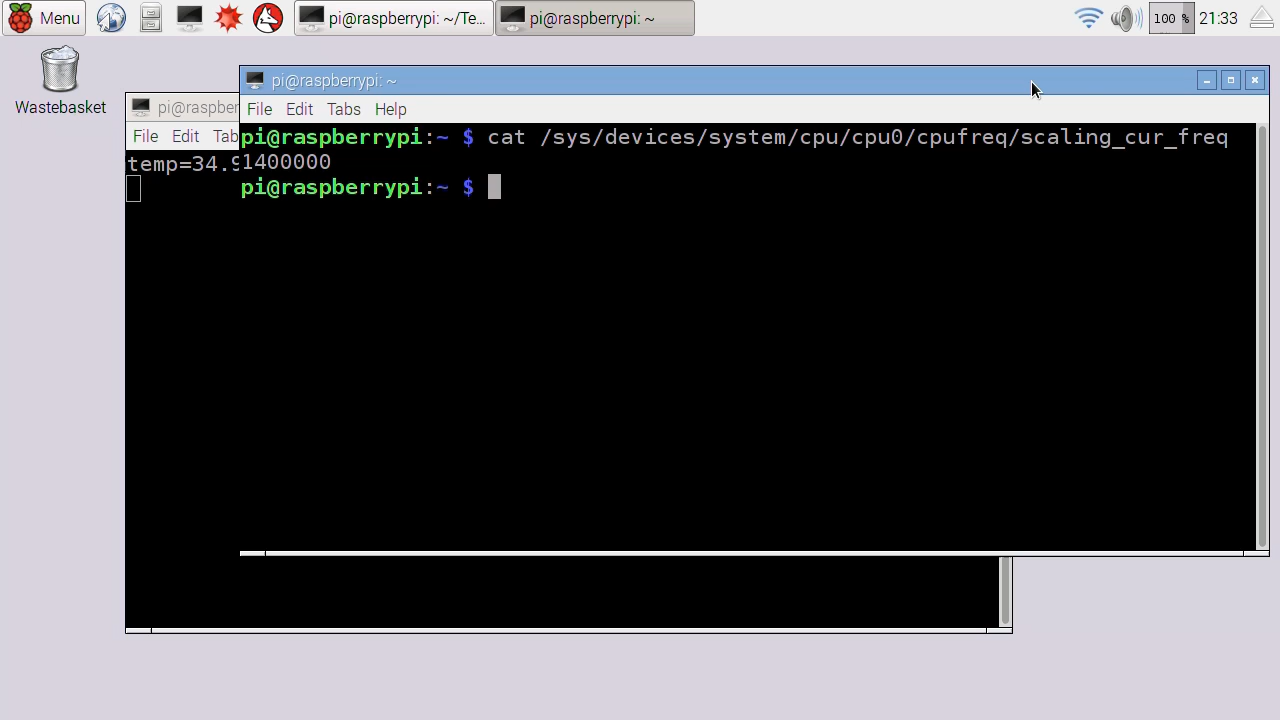 Menu
pi@raspberrypi: ~/Te...
pi@raspberrypi: ~
100 %
21:33
Wastebasket
pi@raspberrypi: ~
File Edit Tabs Help
pi@raspberrypi:~ $ cat /sys/devices/system/cpu/cpu0/cpufreq/scaling_cur_freq
1400000
pi@raspberrypi:~ $
pi@raspber
File Edit Tab
temp=34.9